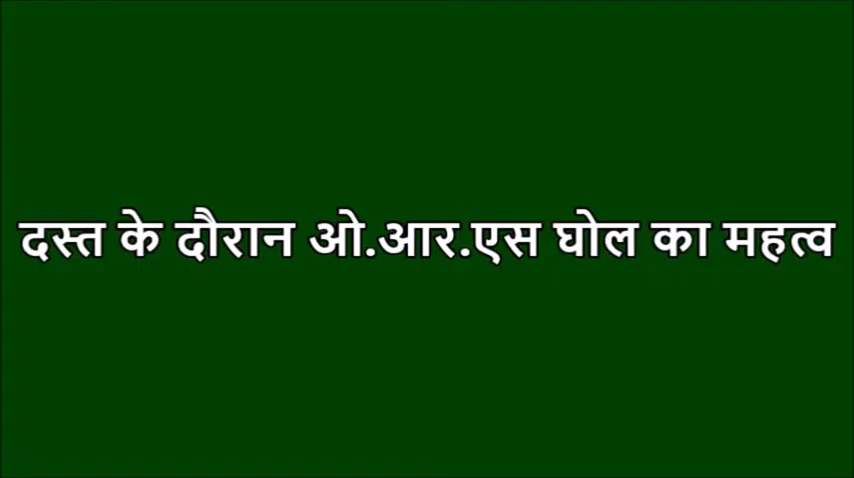 दस्त के दौरान ओ.आर.एस घोल का महत्व